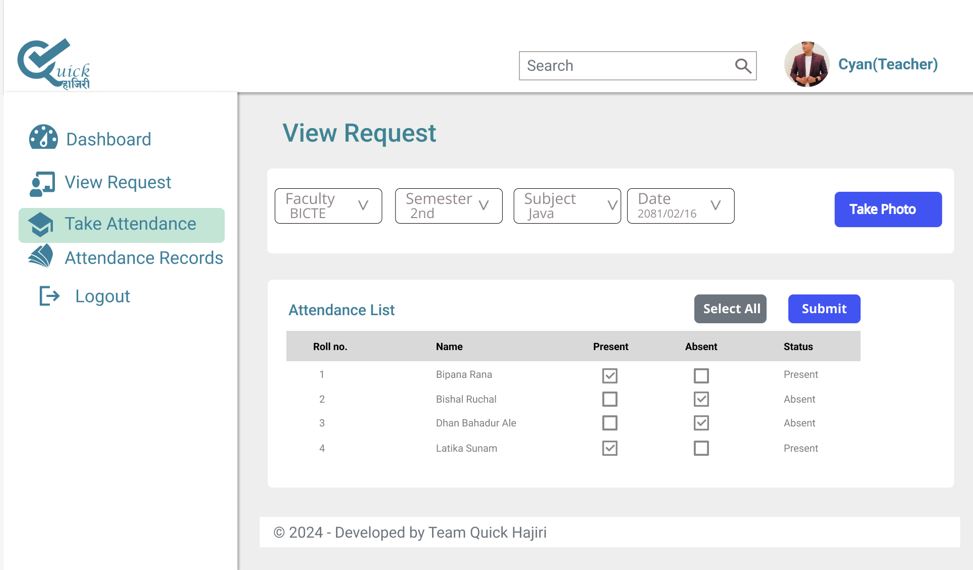 Quick
हाजिरी
Search
Cyan(Teacher)
Dashboard
View Request
Take Attendance
Attendance Records
Logout
View Request
Faculty Semester Subject Date
BICTE 2nd Java 2081/02/16
Take Photo
Attendance List Select All Submit
Roll no. Name Present Absent Status
1 Bipana Rana Present
2 Bishal Ruchal Absent
3 Dhan Bahadur Ale Absent
4 Latika Sunam Present
© 2024 - Developed by Team Quick Hajiri